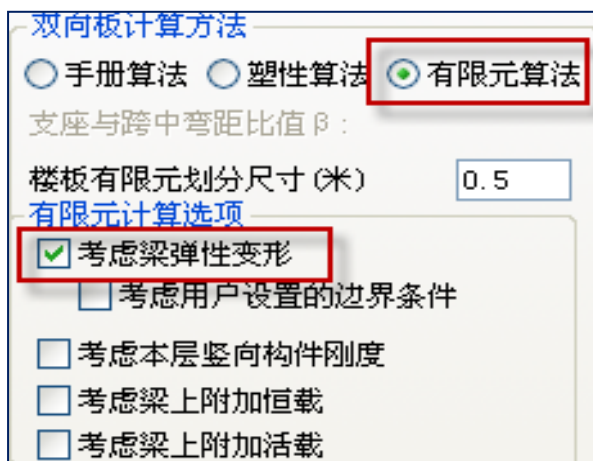 双向板计算方法
手册算法 塑性算法 有限元算法
支座与跨中弯距比值β:
楼板有限元划分尺寸(米) 0.5
有限元计算选项
考虑梁弹性变形
考虑用户设置的边界条件
考虑本层竖向构件刚度
考虑梁上附加恒载
考虑梁上附加活载